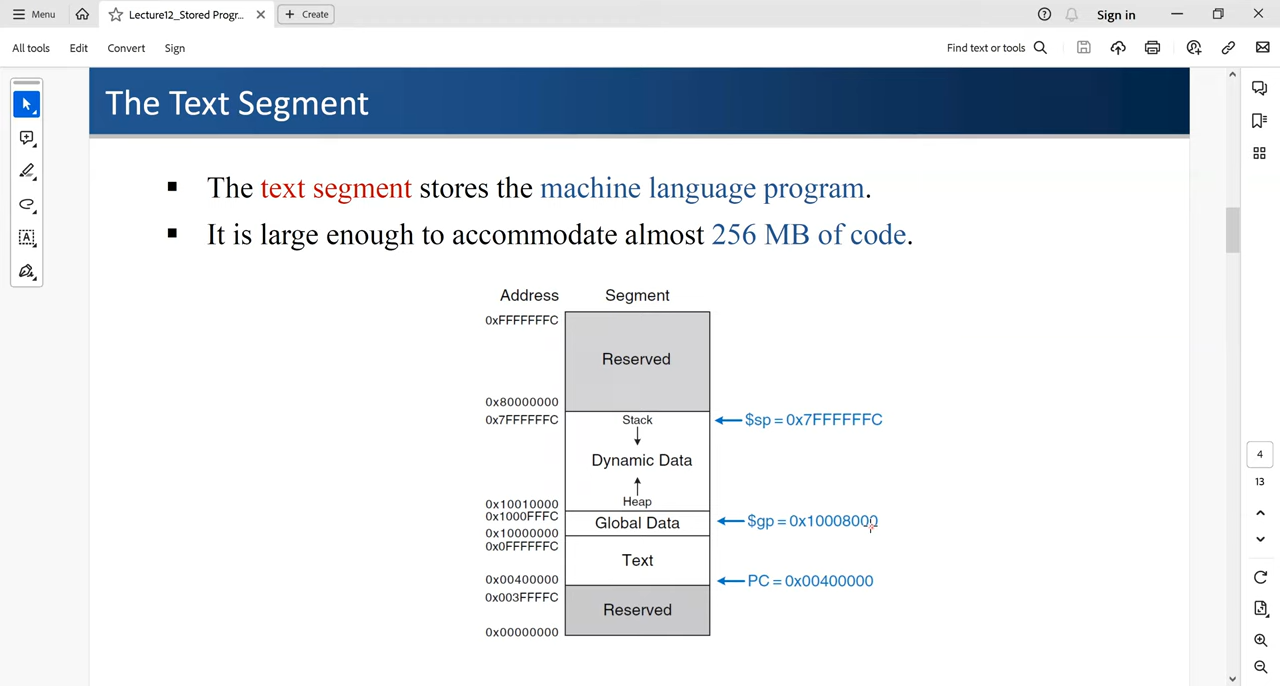 Menu
Lecture12_Stored Progr...
Create
Sign in
All tools
Edit
Convert
Sign
Find text or tools
The Text Segment
▪ The text segment stores the machine language program.
▪ It is large enough to accommodate almost 256 MB of code.
Address Segment
0xFFFFFFFC
Reserved
0x80000000
0x7FFFFFFC Stack $sp = 0x7FFFFFFC
Dynamic Data
0x10010000 Heap
0x1000FFFC
Global Data $gp = 0x10008000
0x10000000
0x0FFFFFFC
Text
0x00400000 PC = 0x00400000
0x003FFFFC
Reserved
0x00000000
4
13